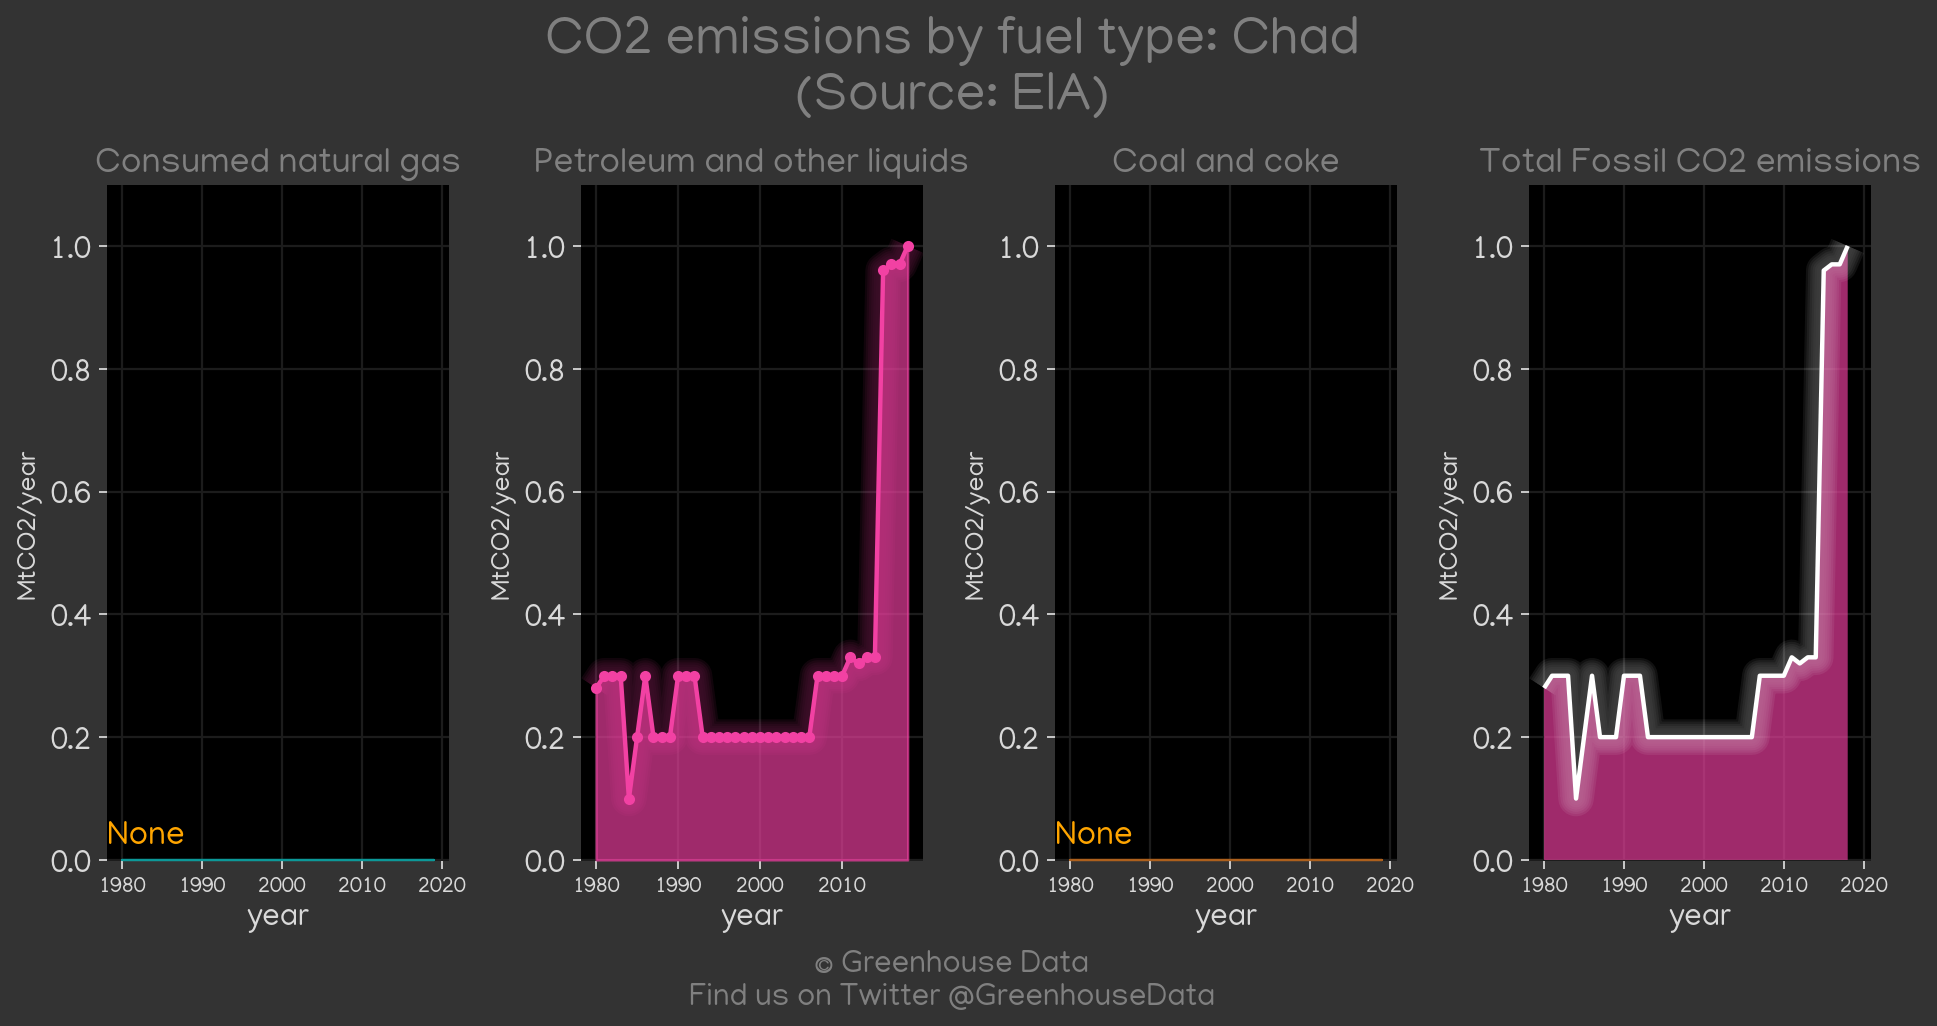 CO2 emissions by fuel type: Chad
(Source: EIA)
Consumed natural gas
Petroleum and other liquids
Coal and coke
Total Fossil CO2 emissions
MtCO2/year
1.0
0.8
0.6
0.4
0.2
0.0
None
1980 1990 2000 2010 2020
year
MtCO2/year
1.0
0.8
0.6
0.4
0.2
0.0
1980 1990 2000 2010
year
MtCO2/year
1.0
0.8
0.6
0.4
0.2
0.0
None
1980 1990 2000 2010 2020
year
MtCO2/year
1.0
0.8
0.6
0.4
0.2
0.0
1980 1990 2000 2010 2020
year
© Greenhouse Data
Find us on Twitter @GreenhouseData